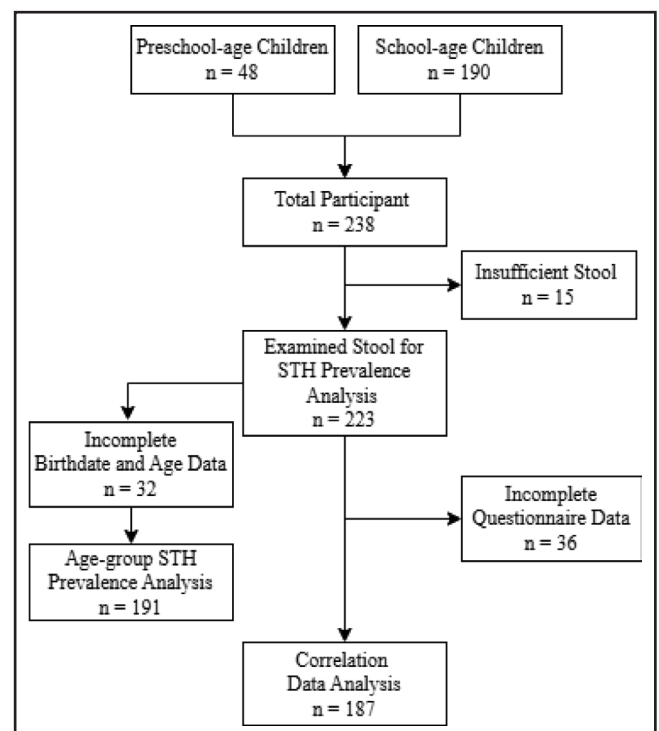 Preschool-age Children
n = 48
School-age Children
n = 190
Total Participant
n = 238
Insufficient Stool
n = 15
Examined Stool for
STH Prevalence
Analysis
n = 223
Incomplete
Birthdate and Age Data
n = 32
Incomplete
Questionnaire Data
n = 36
Age-group STH
Prevalence Analysis
n = 191
Correlation
Data Analysis
n = 187